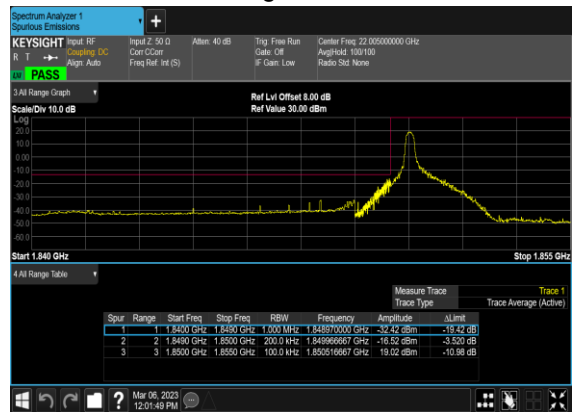 Spectrum Analyzer 1
Spurious Emissions
+
KEYSIGHT Input: RF Input Z: 50 Ω Atten: 40 dB Trig: Free Run Center Freq: 22.005000000 GHz
R T Coupling: DC Corr CCorr Gate: Off Avg|Hold: 100/100
Align: Auto Freq Ref: Int (S) IF Gain: Low Radio Std: None
PASS
3 All Range Graph
Ref Lvl Offset 8.00 dB
Scale/Div 10.0 dB Ref Value 30.00 dBm
Log
20.0
10.0
0.00
-10.0
-20.0
-30.0
-40.0
-50.0
-60.0
Start 1.840 GHz Stop 1.855 GHz
4 All Range Table
Measure Trace Trace 1
Trace Type Trace Average (Active)
Spur Range Start Freq Stop Freq RBW Frequency Amplitude ΔLimit
1 1 1.8400 GHz 1.8490 GHz 1.000 MHz 1.848970000 GHz -32.42 dBm -19.42 dB
2 2 1.8490 GHz 1.8500 GHz 200.0 kHz 1.849966667 GHz -16.52 dBm -3.520 dB
3 3 1.8500 GHz 1.8550 GHz 100.0 kHz 1.850516667 GHz 19.02 dBm -10.98 dB
? Mar 06, 2023
12:01:49 PM